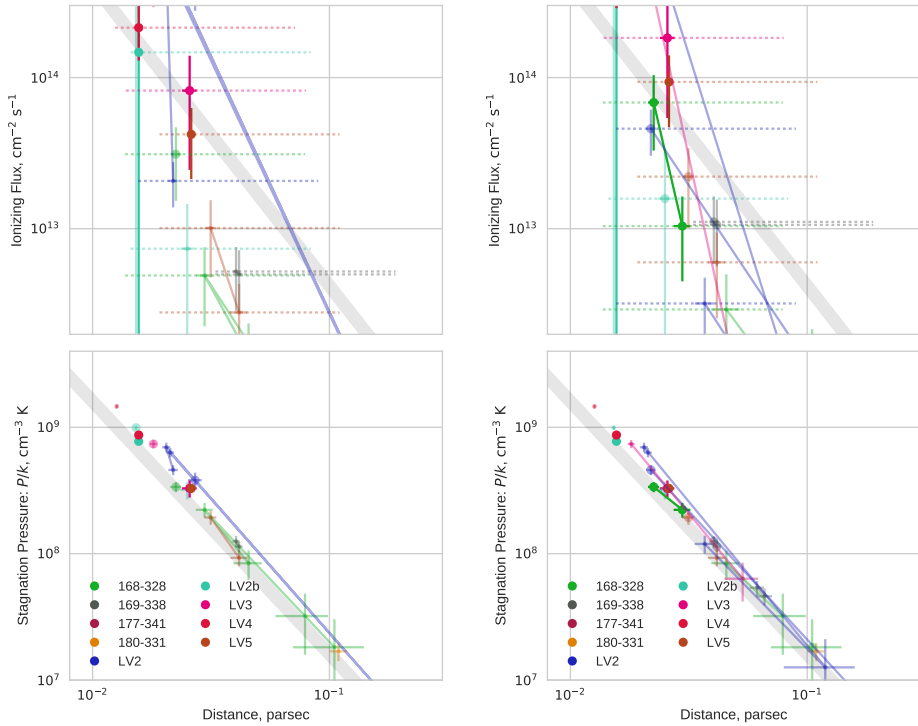 10^14
10^13
Ionizing Flux, cm^−2 s^−1
10^14
10^13
Ionizing Flux, cm^−2 s^−1
10^9
10^8
10^7
Stagnation Pressure: P/k, cm^−3 K
168-328
169-338
177-341
180-331
LV2
LV2b
LV3
LV4
LV5
10^−2
10^−1
Distance, parsec
10^9
10^8
10^7
Stagnation Pressure: P/k, cm^−3 K
168-328
169-338
177-341
180-331
LV2
LV2b
LV3
LV4
LV5
10^−2
10^−1
Distance, parsec